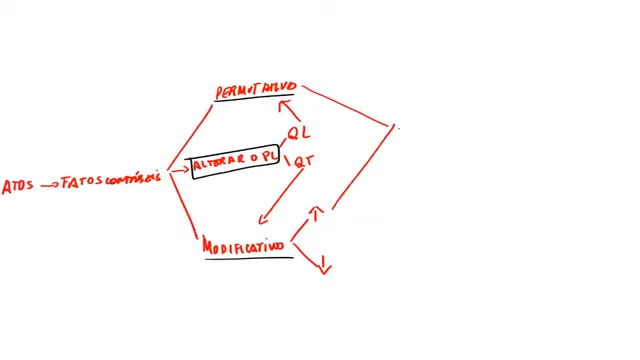 PERMUTATIVO
QL
ALTERAR O PL
QT
ATOS → FATOS CONTÁBEIS
MODIFICATIVO